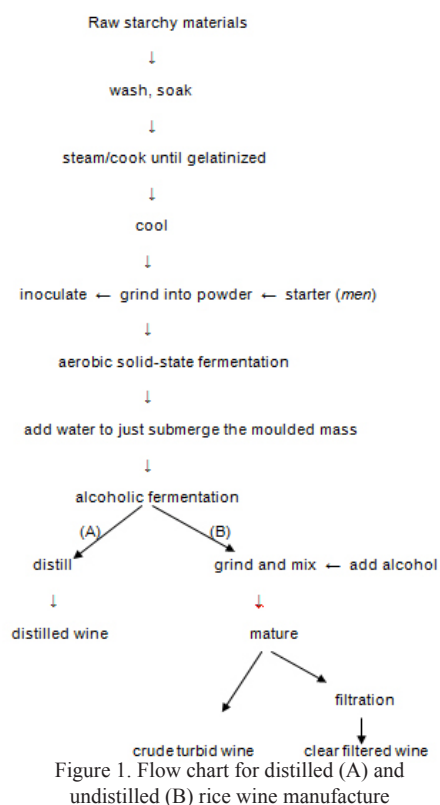 Raw starchy materials
↓
wash, soak
↓
steam/cook until gelatinized
↓
cool
↓
inoculate ← grind into powder ← starter (men)
↓
aerobic solid-state fermentation
↓
add water to just submerge the moulded mass
↓
alcoholic fermentation
(A) (B)
distill grind and mix ← add alcohol
↓ ↓
distilled wine mature
filtration
crude turbid wine clear filtered wine
Figure 1. Flow chart for distilled (A) and
undistilled (B) rice wine manufacture